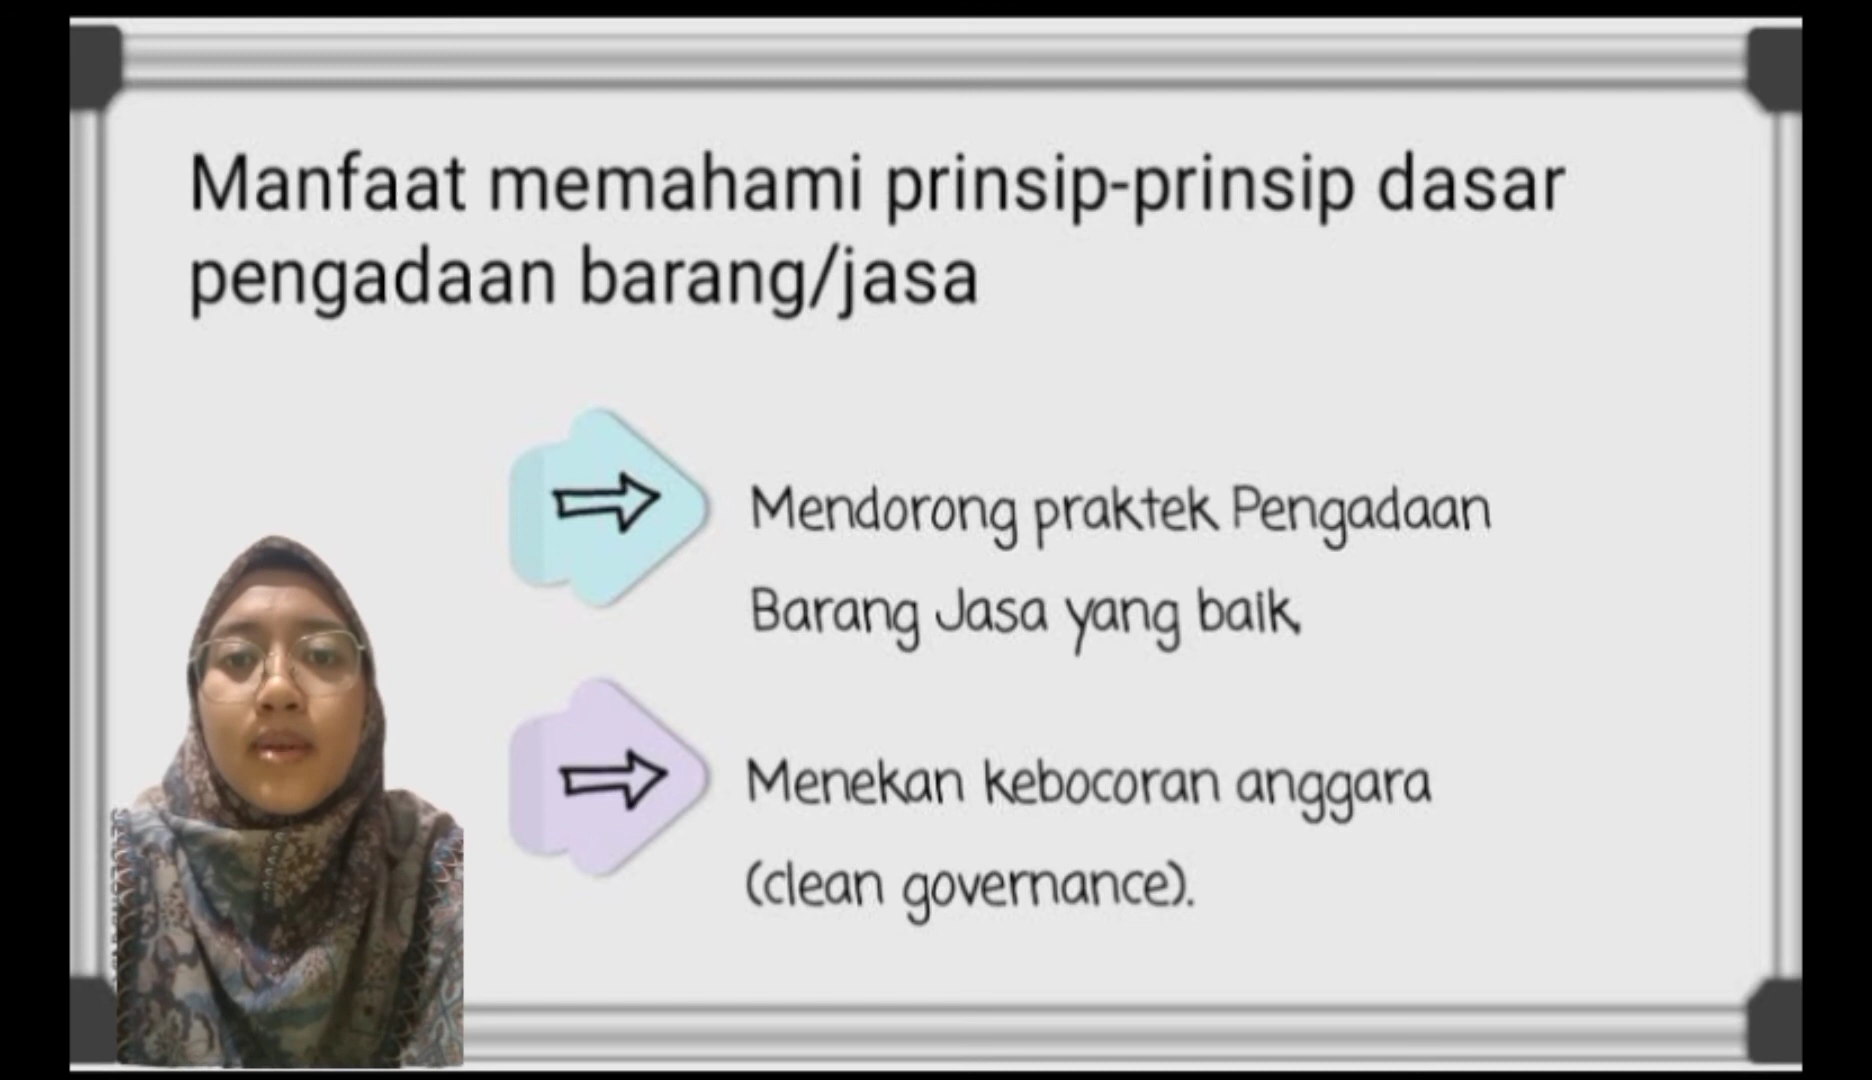 Manfaat memahami prinsip-prinsip dasar
pengadaan barang/jasa
Mendorong praktek Pengadaan
Barang Jasa yang baik,
Menekan kebocoran anggara
(clean governance).